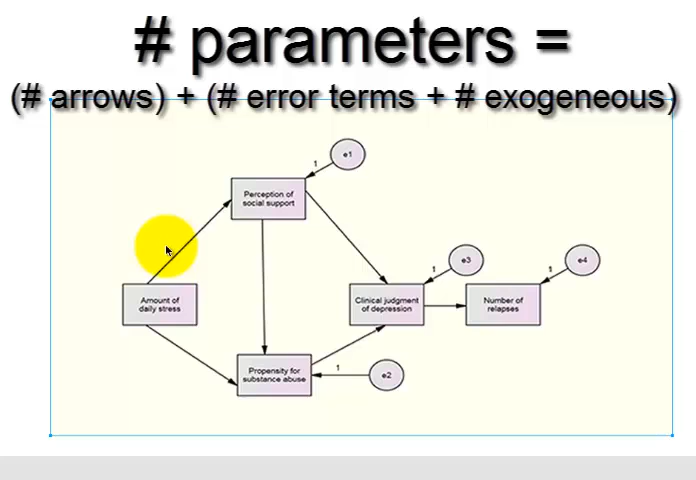 # parameters =
(# arrows) + (# error terms + # exogeneous)
e1
1
Perception of
social support
e3
e4
1
1
Amount of
daily stress
Clinical judgment
of depression
Number of
relapses
Propensity for
substance abuse
1
e2